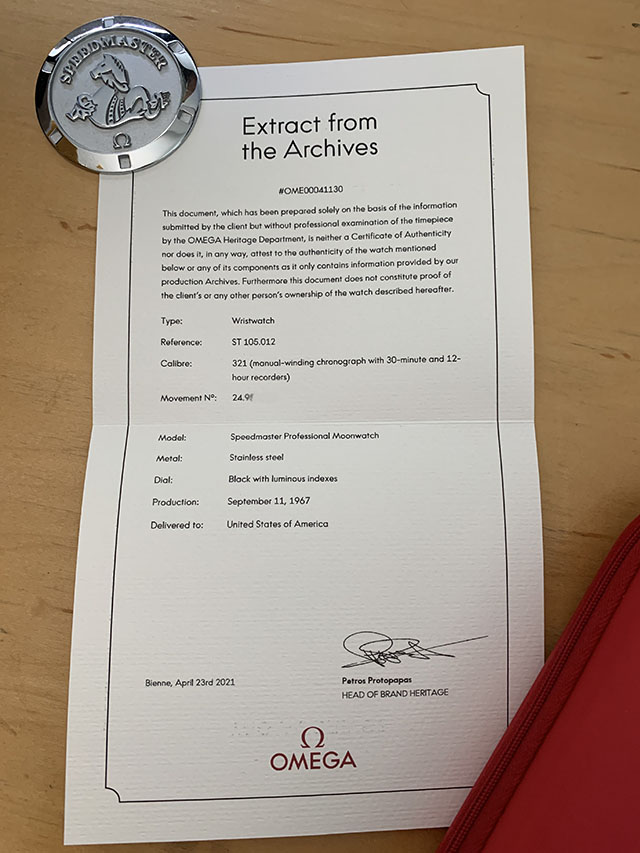 SPEEDMASTER
Ω
Extract from
the Archives
#OME00041130
This document, which has been prepared solely on the basis of the information
submitted by the client but without professional examination of the timepiece
by the OMEGA Heritage Department, is neither a Certificate of Authenticity
nor does it, in any way, attest to the authenticity of the watch mentioned
below or any of its components as it only contains information provided by our
production Archives. Furthermore this document does not constitute proof of
the client's or any other person's ownership of the watch described hereafter.
Type: Wristwatch
Reference: ST 105.012
Calibre: 321 (manual-winding chronograph with 30-minute and 12-
hour recorders)
Movement Nº: 24.9
Model: Speedmaster Professional Moonwatch
Metal: Stainless steel
Dial: Black with luminous indexes
Production: September 11, 1967
Delivered to: United States of America
Bienne, April 23rd 2021
Petros Protopapas
HEAD OF BRAND HERITAGE
Ω
OMEGA